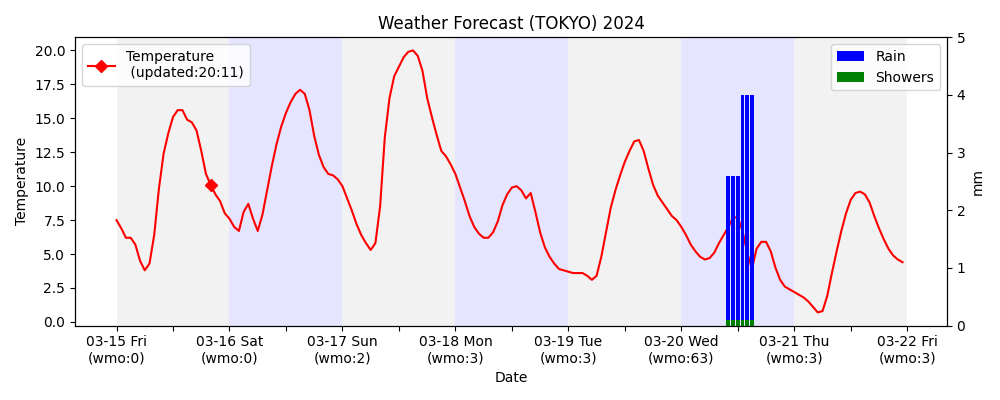 Weather Forecast (TOKYO) 2024
Temperature
(updated:20:11)
Rain
Showers
20.0
17.5
15.0
12.5
10.0
7.5
5.0
2.5
0.0
Temperature
5
4
3
2
1
0
mm
03-15 Fri
(wmo:0)
03-16 Sat
(wmo:0)
03-17 Sun
(wmo:2)
03-18 Mon
(wmo:3)
03-19 Tue
(wmo:3)
03-20 Wed
(wmo:63)
03-21 Thu
(wmo:3)
03-22 Fri
(wmo:3)
Date